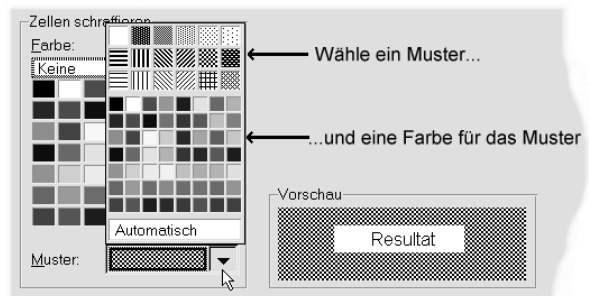 Zellen schraffieren
Farbe:
Keine
Wähle ein Muster...
...und eine Farbe für das Muster
Automatisch
Muster:
Vorschau
Resultat